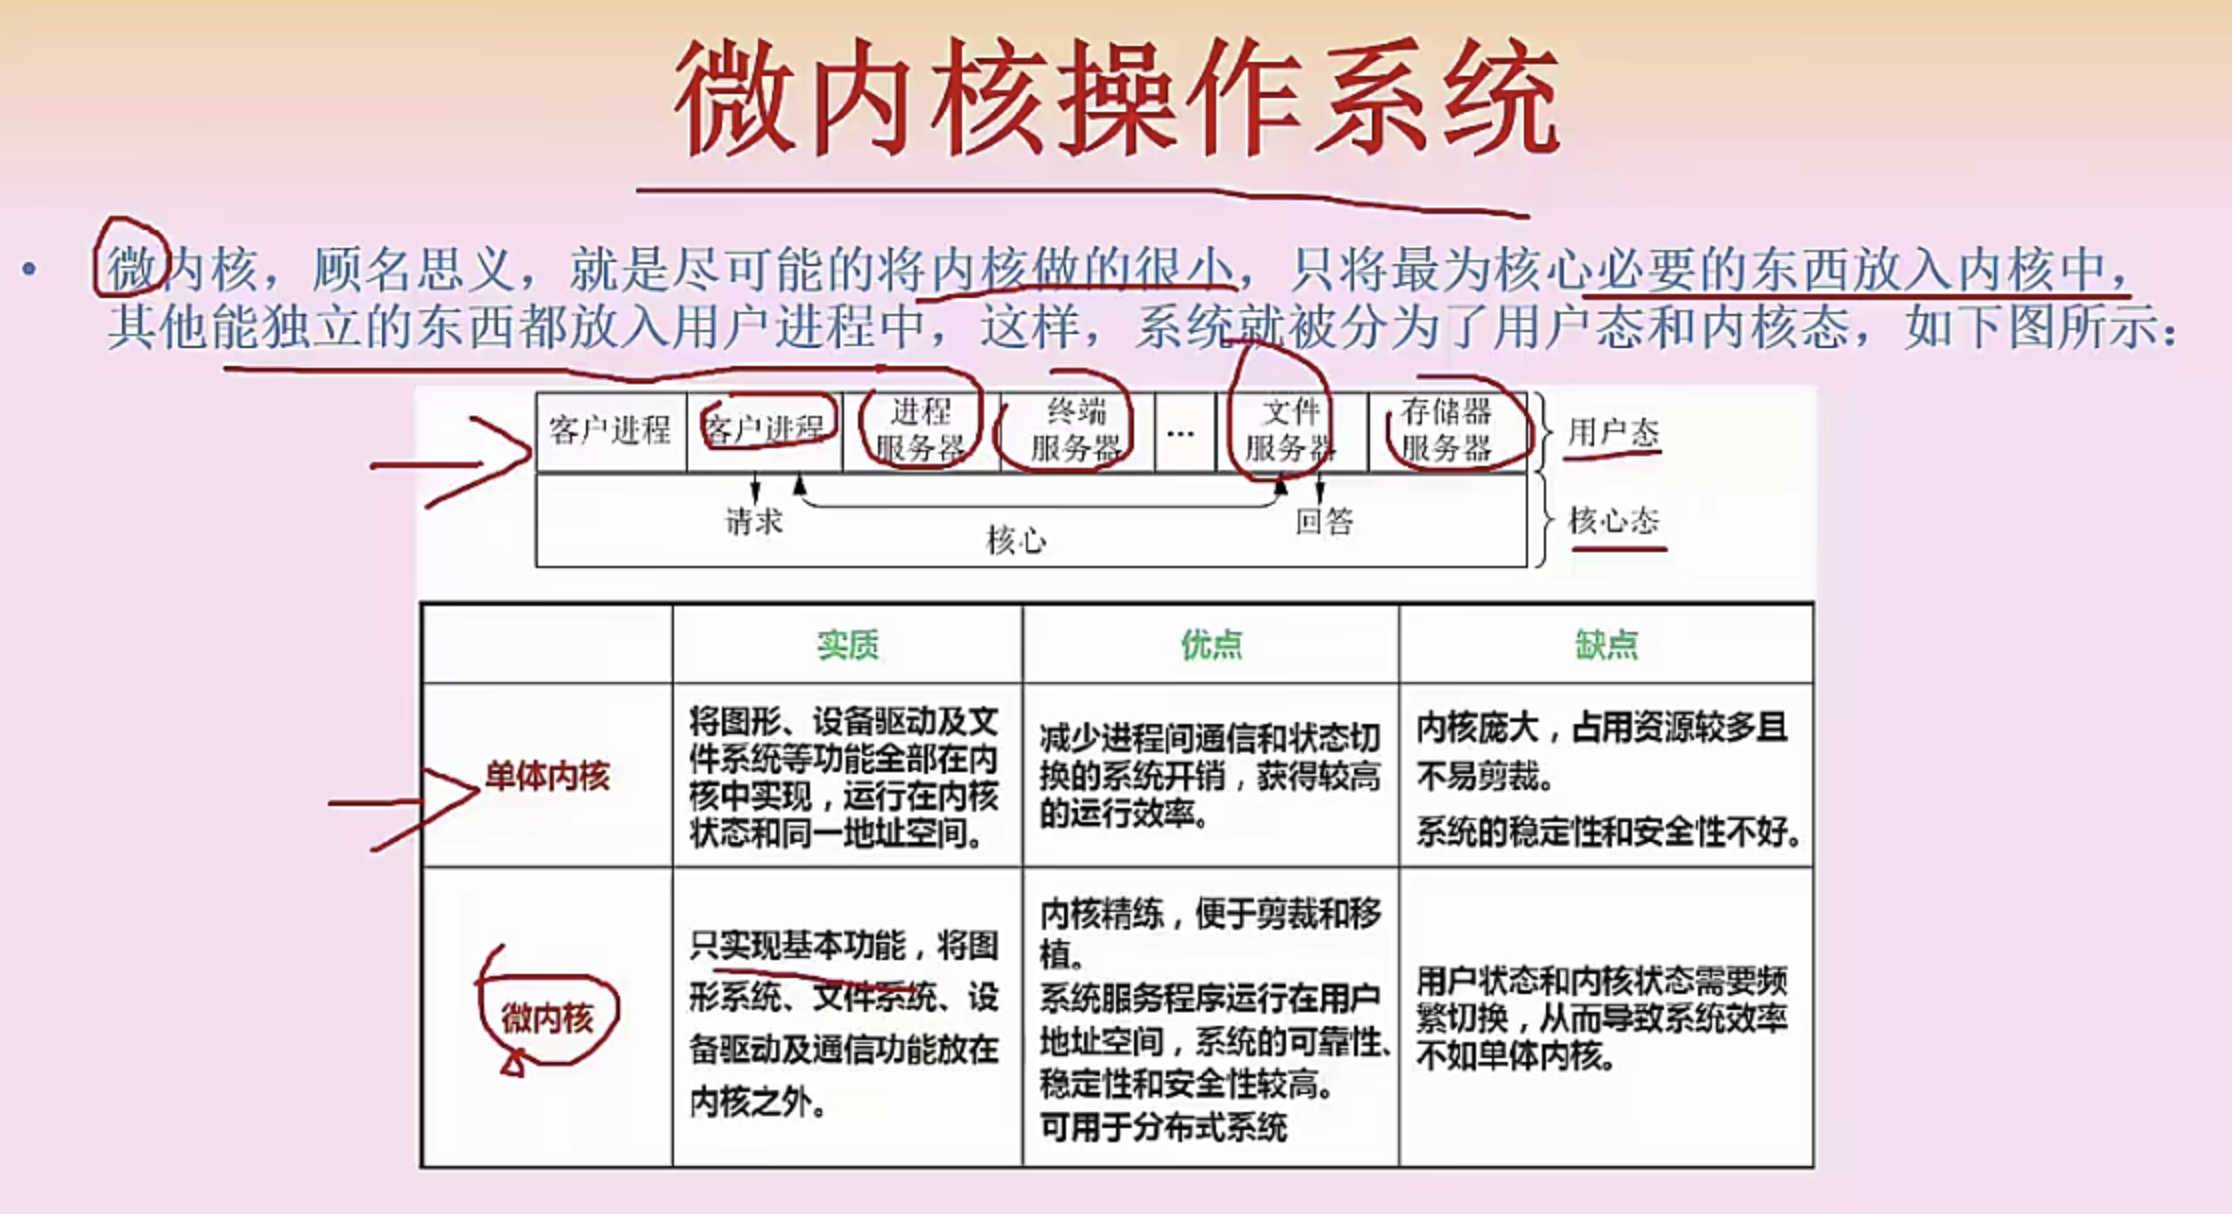 微内核操作系统
• 微内核，顾名思义，就是尽可能的将内核做的很小，只将最为核心必要的东西放入内核中，
其他能独立的东西都放入用户进程中，这样，系统就被分为了用户态和内核态，如下图所示：
客户进程
客户进程
进程
服务器
终端
服务器
…
文件
服务器
存储器
服务器
用户态
请求
核心
回答
核心态
实质
优点
缺点
单体内核
将图形、设备驱动及文
件系统等功能全部在内
核中实现，运行在内核
状态和同一地址空间。
减少进程间通信和状态切
换的系统开销，获得较高
的运行效率。
内核庞大，占用资源较多且
不易剪裁。
系统的稳定性和安全性不好。
微内核
只实现基本功能，将图
形系统、文件系统、设
备驱动及通信功能放在
内核之外。
内核精练，便于剪裁和移
植。
系统服务程序运行在用户
地址空间，系统的可靠性、
稳定性和安全性较高。
可用于分布式系统
用户状态和内核状态需要频
繁切换，从而导致系统效率
不如单体内核。